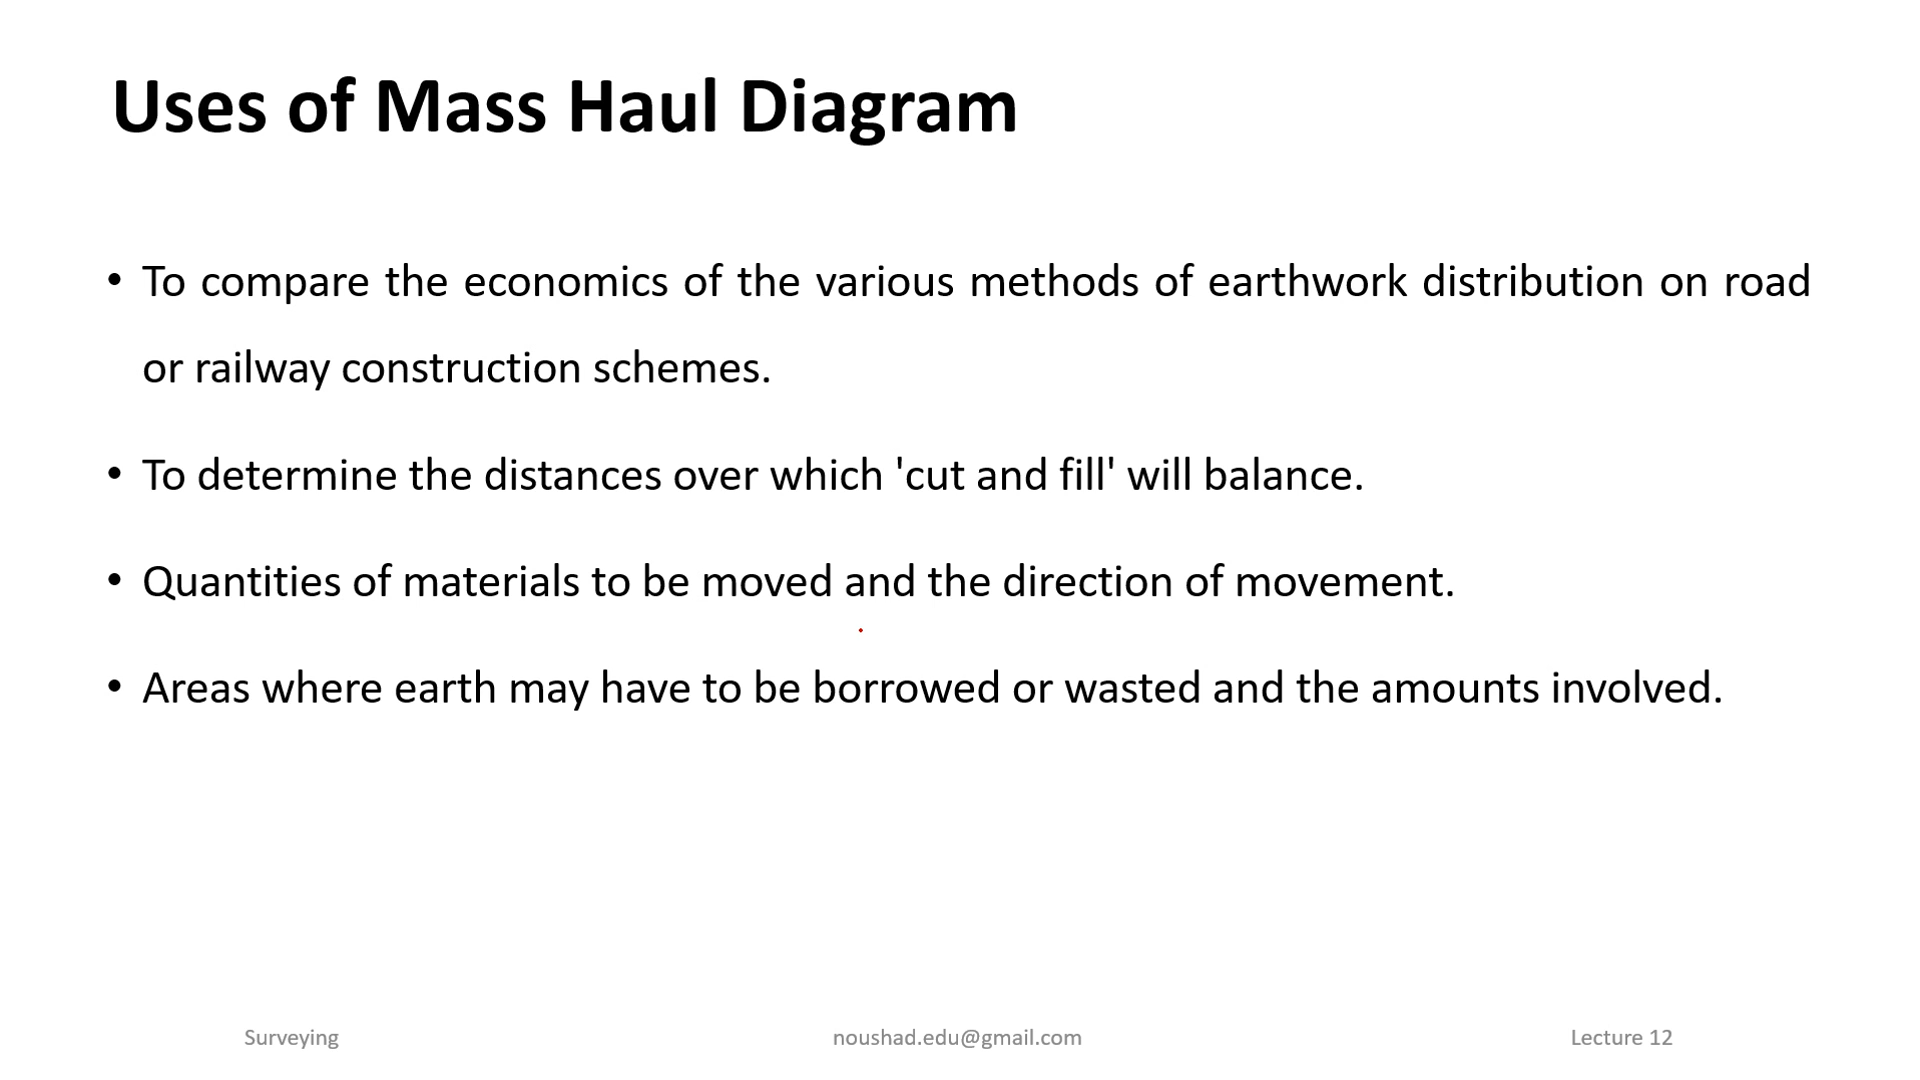 Uses of Mass Haul Diagram
• To compare the economics of the various methods of earthwork distribution on road
or railway construction schemes.
• To determine the distances over which 'cut and fill' will balance.
• Quantities of materials to be moved and the direction of movement.
• Areas where earth may have to be borrowed or wasted and the amounts involved.
Surveying
noushad.edu@gmail.com
Lecture 12